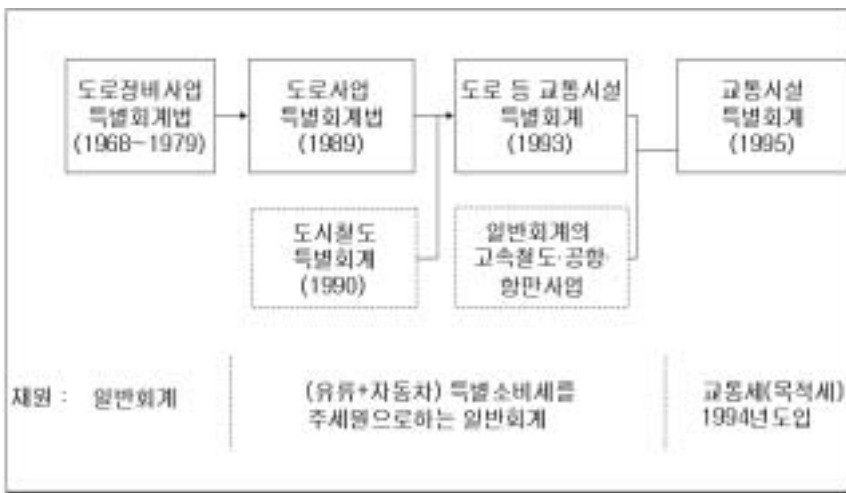 도로정비사업
특별회계법
(1968~1979)
도로사업
특별회계법
(1989)
도로 등 교통시설
특별회계
(1993)
교통시설
특별회계
(1995)
도시철도
특별회계
(1990)
일반회계의
고속철도·공항·
항만사업
재원 : 일반회계
(유류+자동차) 특별소비세를
주세원으로하는 일반회계
교통세(목적세)
1994년도입